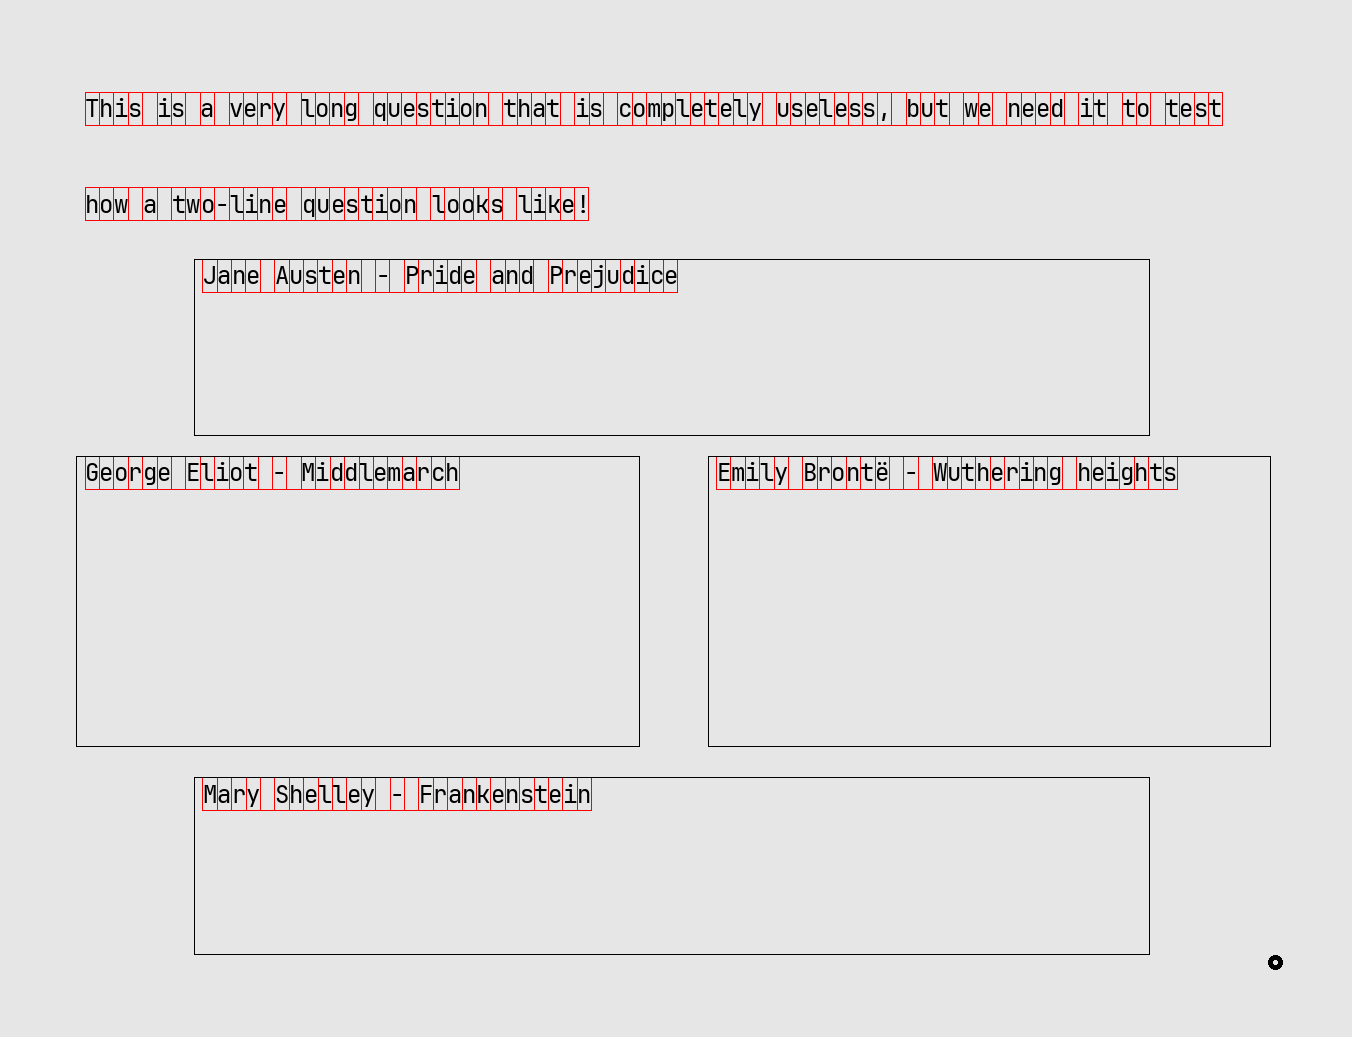 This is a very long question that is completely useless, but we need it to test
how a two-line question looks like!
Jane Austen - Pride and Prejudice
George Eliot - Middlemarch
Emily Brontë - Wuthering heights
Mary Shelley - Frankenstein